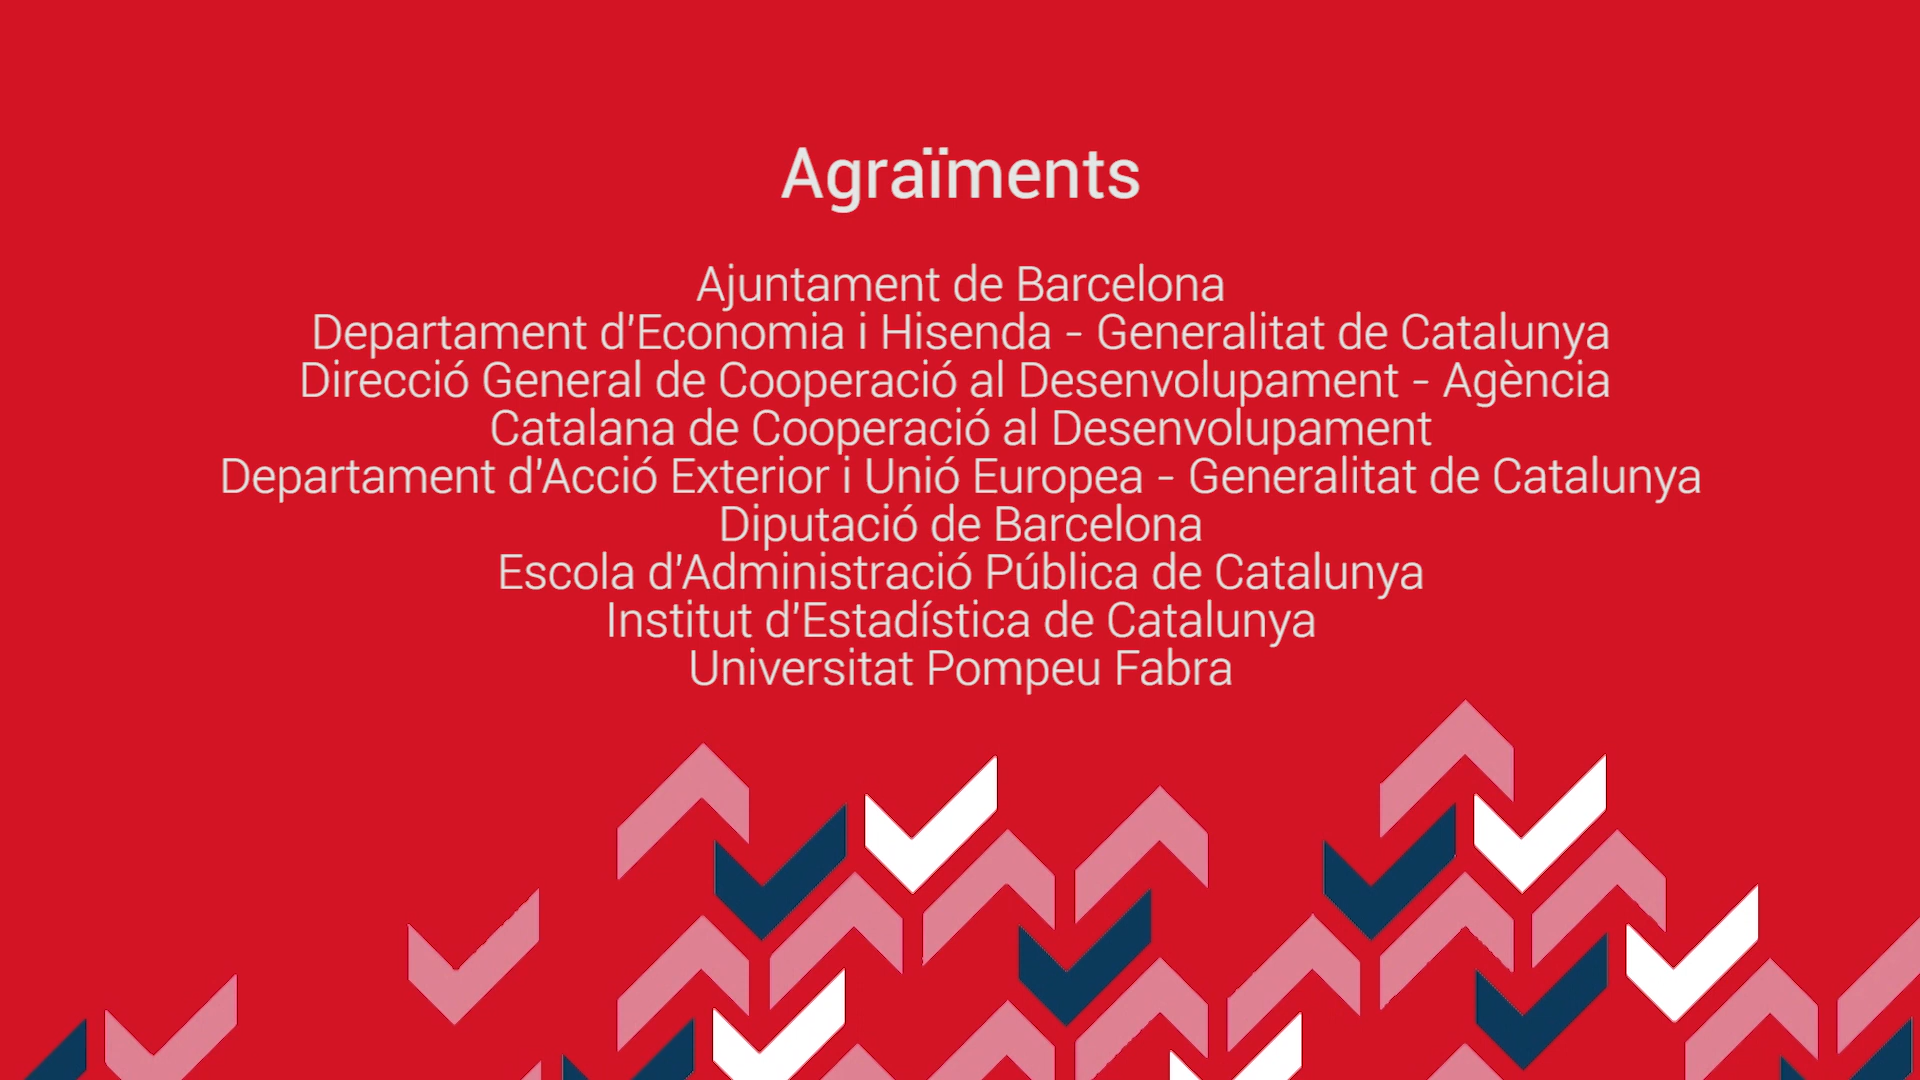 Agraïments
Ajuntament de Barcelona
Departament d'Economia i Hisenda - Generalitat de Catalunya
Direcció General de Cooperació al Desenvolupament - Agència
Catalana de Cooperació al Desenvolupament
Departament d'Acció Exterior i Unió Europea - Generalitat de Catalunya
Diputació de Barcelona
Escola d'Administració Pública de Catalunya
Institut d'Estadística de Catalunya
Universitat Pompeu Fabra